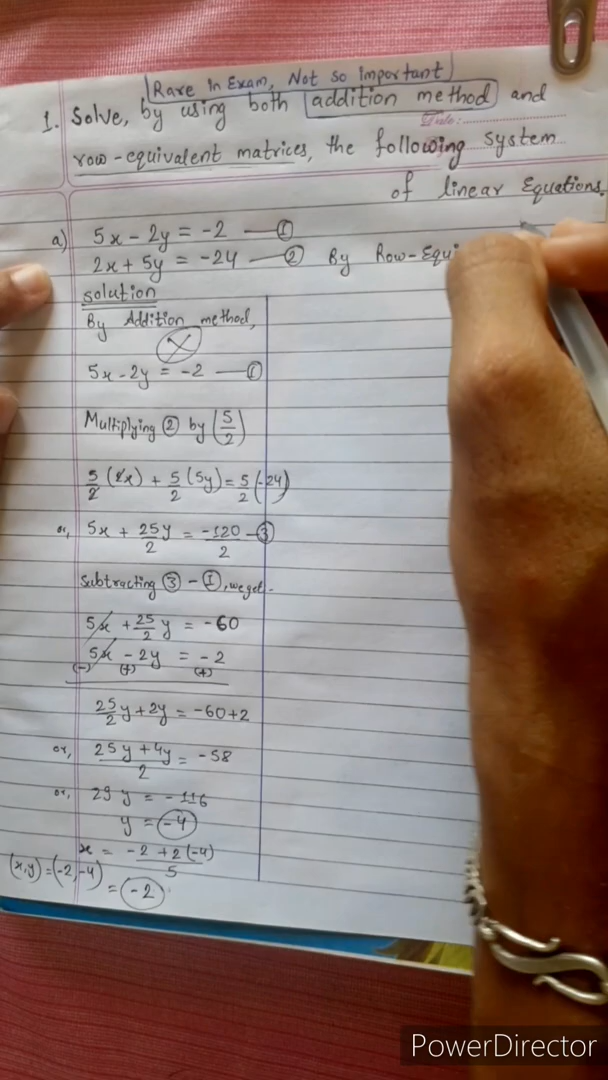 Rare In Exam, Not so Important
1. Solve, by using both addition method and
Date:
row-equivalent matrices, the following system
of linear Equations.
a) 5x - 2y = -2 — ①
2x + 5y = -24 — ② By Row-Equi
solution
By Addition method,
5x - 2y = -2 — ①
Multiplying ② by (5/2)
5/2 (2x) + 5/2 (5y) = 5/2 (-24)
or, 5x + 25y/2 = -120/2 - ③
Subtracting ③ - ①, we get.
5x + 25/2 y = -60
5x - 2y = -2
(-) (+) (+)
25/2 y + 2y = -60+2
or, 25y + 4y / 2 = -58
or, 29 y = -116
y = -4
x = -2 + 2(-4) / 5
(x,y) = (-2,-4)
= -2
PowerDirector